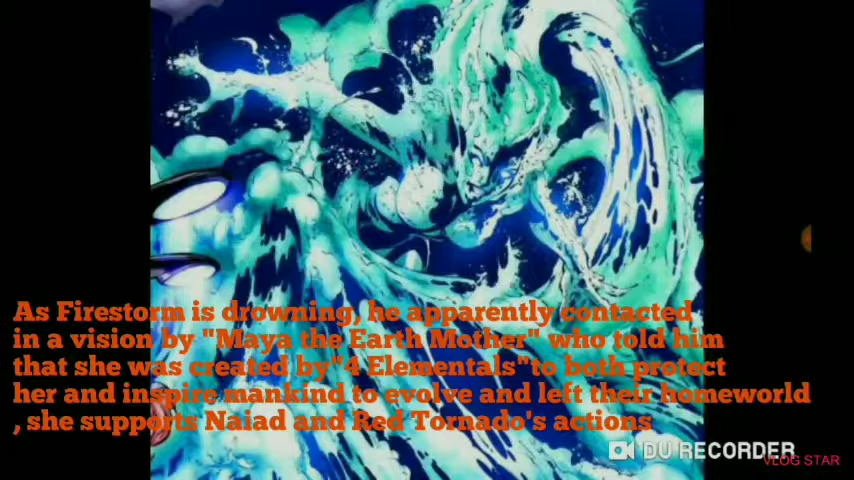 As Firestorm is drowning, he apparently contacted
in a vision by "Maya the Earth Mother" who told him
that she was created by"4 Elementals"to both protect
her and inspire mankind to evolve and left their homeworld
, she supports Naiad and Red Tornado's actions
DU RECORDER
VLOG STAR